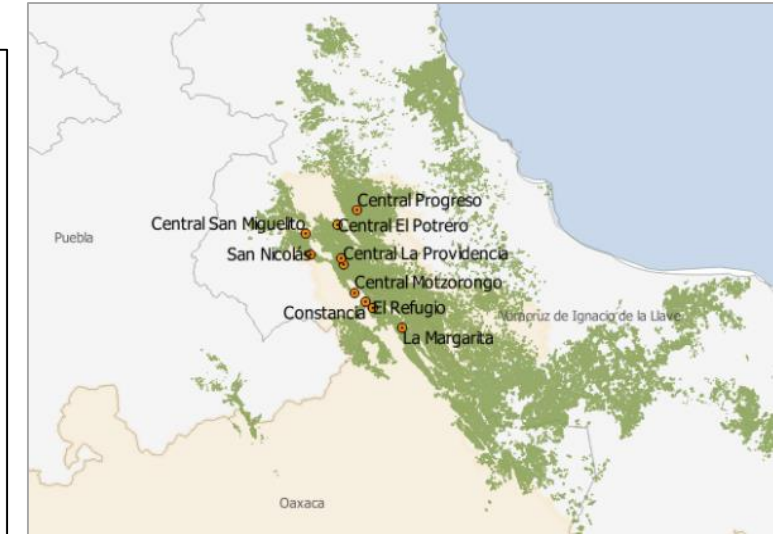 Central Progreso
Central San Miguelito
Central El Potrero
Puebla
San Nicolás
Central La Providencia
Central Motzorongo
Constancia
El Refugio
Veracruz de Ignacio de la Llave
La Margarita
Oaxaca